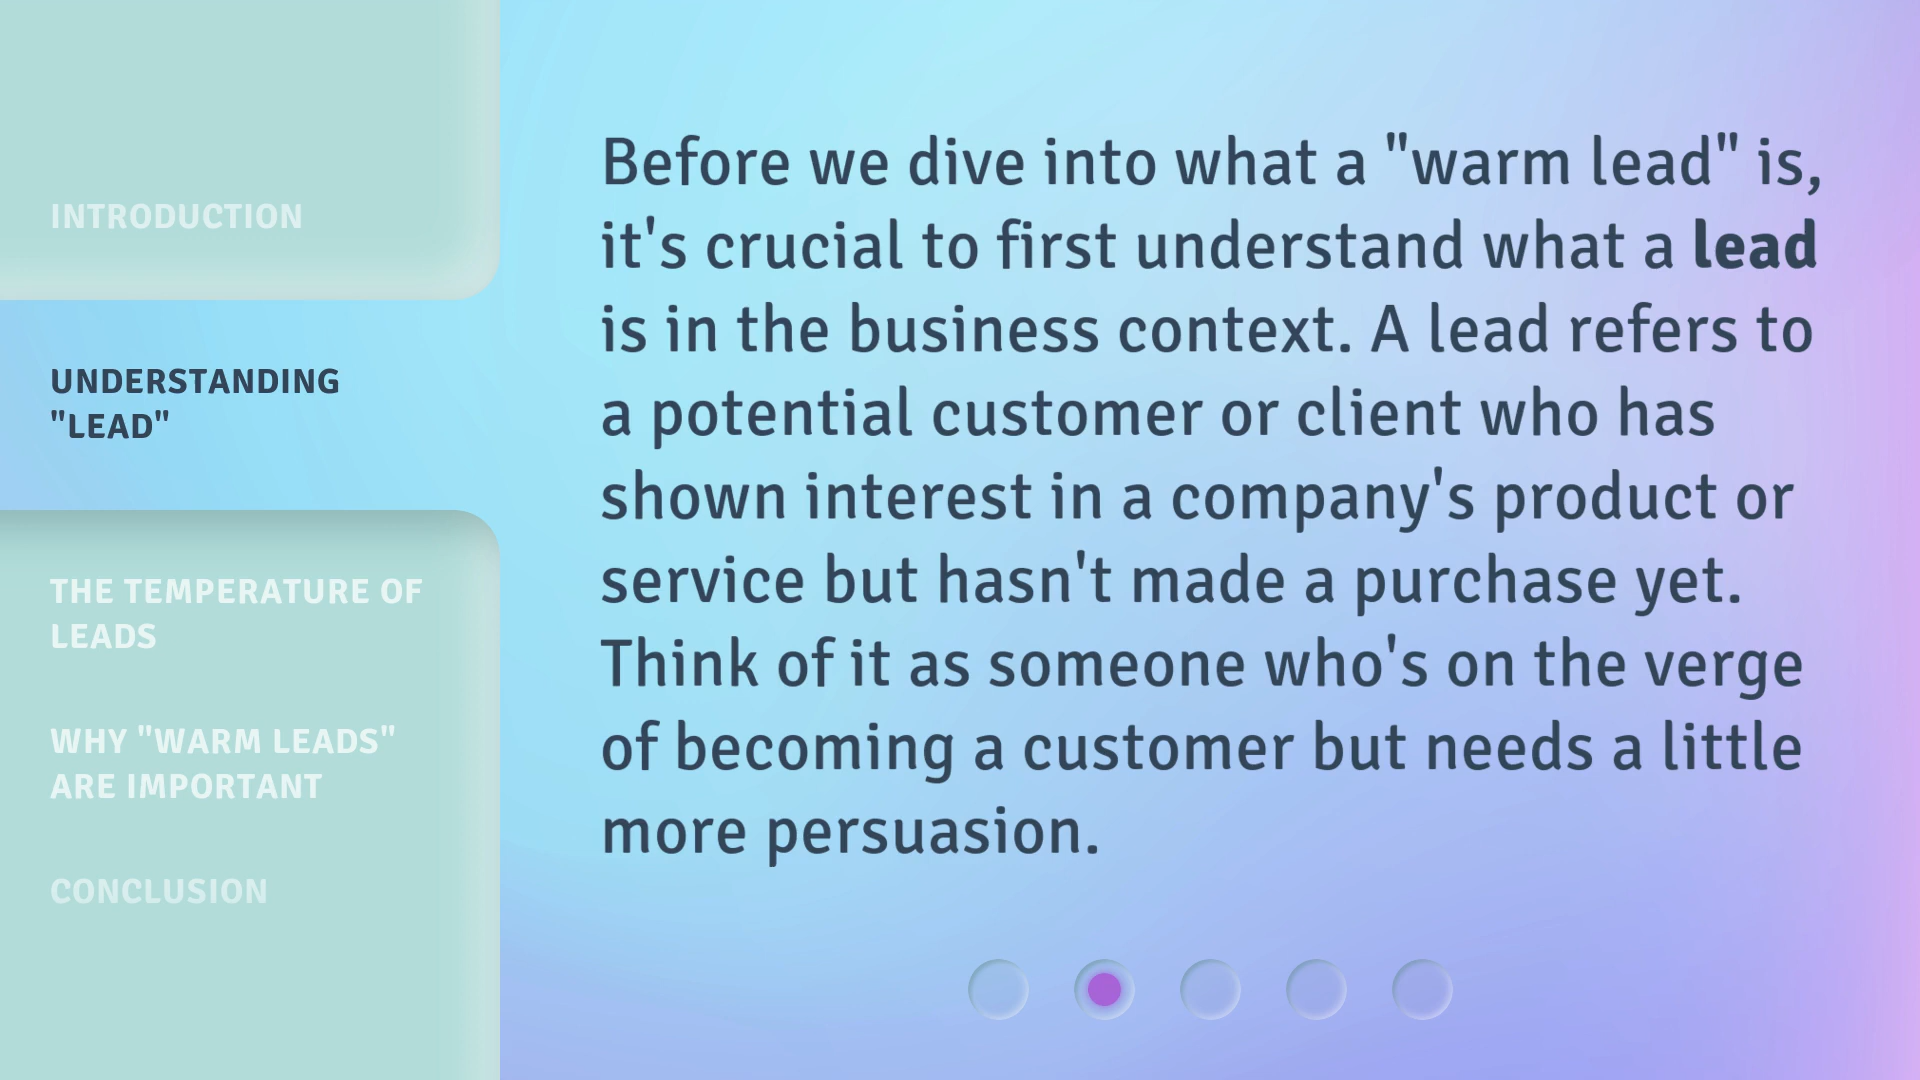 INTRODUCTION
UNDERSTANDING
"LEAD"
THE TEMPERATURE OF
LEADS
WHY "WARM LEADS"
ARE IMPORTANT
CONCLUSION
Before we dive into what a "warm lead" is,
it's crucial to first understand what a lead
is in the business context. A lead refers to
a potential customer or client who has
shown interest in a company's product or
service but hasn't made a purchase yet.
Think of it as someone who's on the verge
of becoming a customer but needs a little
more persuasion.